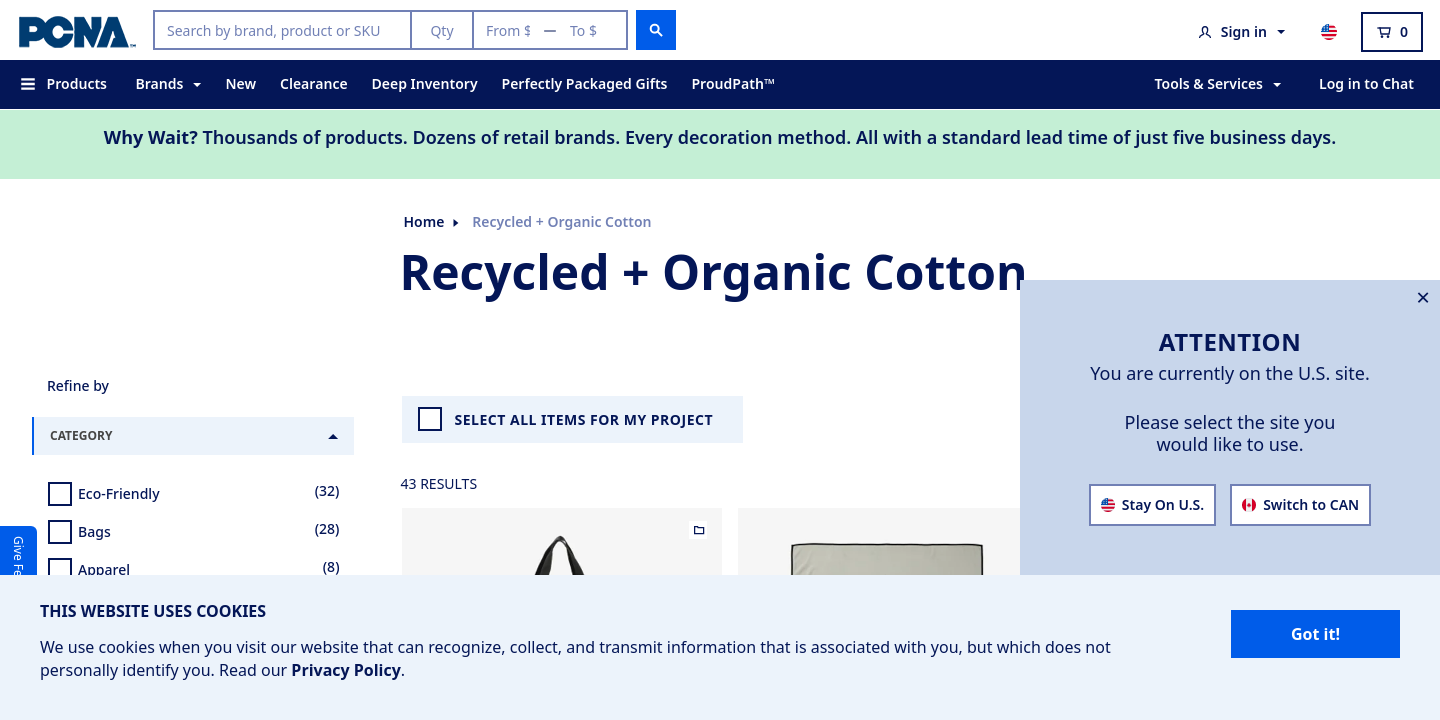 PCNA™
Search by brand, product or SKU
Qty
From $ — To $
Sign in
0
Products
Brands
New
Clearance
Deep Inventory
Perfectly Packaged Gifts
ProudPath™
Tools & Services
Log in to Chat
Why Wait? Thousands of products. Dozens of retail brands. Every decoration method. All with a standard lead time of just five business days.
Home
Recycled + Organic Cotton
Recycled + Organic Cotton
ATTENTION
You are currently on the U.S. site.
Please select the site you
would like to use.
Stay On U.S.
Switch to CAN
Refine by
CATEGORY
Eco-Friendly (32)
Bags (28)
Apparel (8)
SELECT ALL ITEMS FOR MY PROJECT
43 RESULTS
Give Fe
THIS WEBSITE USES COOKIES
We use cookies when you visit our website that can recognize, collect, and transmit information that is associated with you, but which does not
personally identify you. Read our Privacy Policy.
Got it!